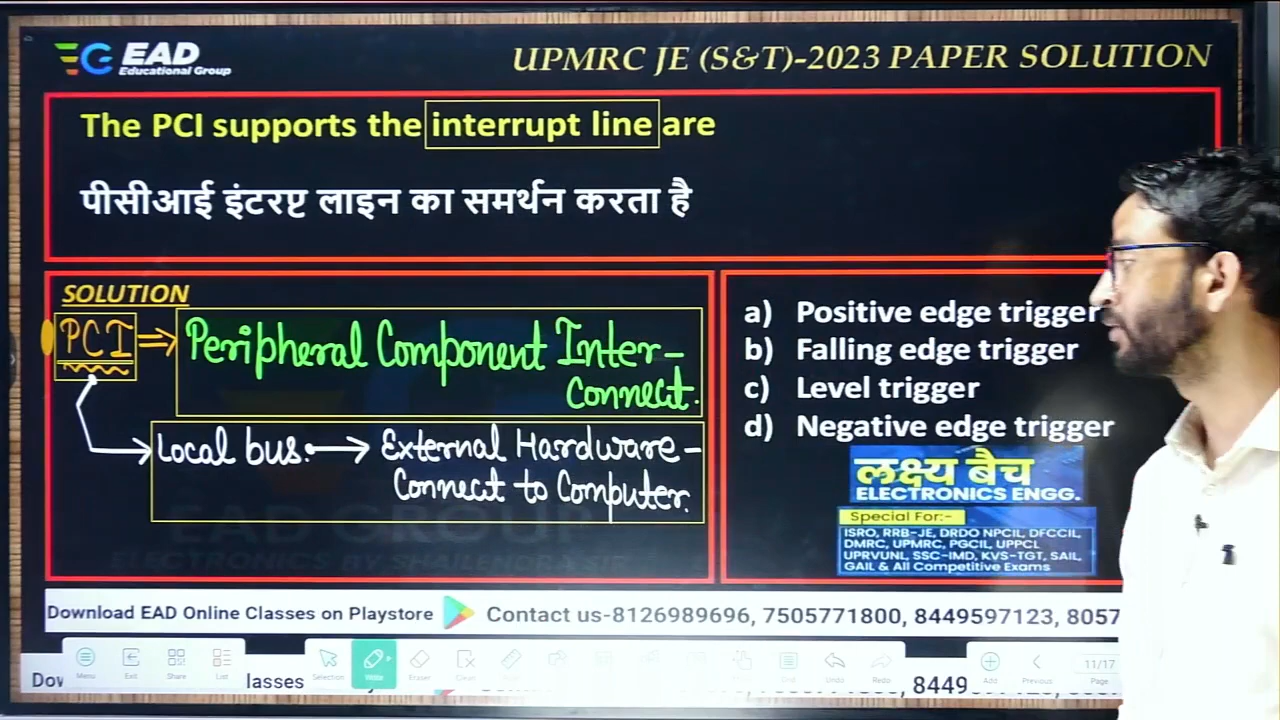 EAD
Educational Group
UPMRC JE (S&T)-2023 PAPER SOLUTION
The PCI supports the interrupt line are
पीसीआई इंटरप्ट लाइन का समर्थन करता है
SOLUTION
PCI ⇒ Peripheral Component Inter-
Connect.
Local bus. → External Hardware-
Connect to Computer.
a) Positive edge trigger
b) Falling edge trigger
c) Level trigger
d) Negative edge trigger
लक्ष्य बैच
ELECTRONICS ENGG.
Special For:-
ISRO, RRB-JE, DRDO NPCIL, DFCCIL,
DMRC, UPMRC, PGCIL, UPPCL
UPRVUNL, SSC-IMD, KVS-TGT, SAIL,
GAIL & All Competitive Exams
Download EAD Online Classes on Playstore Contact us-8126989696, 7505771800, 8449597123, 8057
Menu Exit Share List Selection Write Eraser Undo Redo Add Previous 11/17 Page
lasses